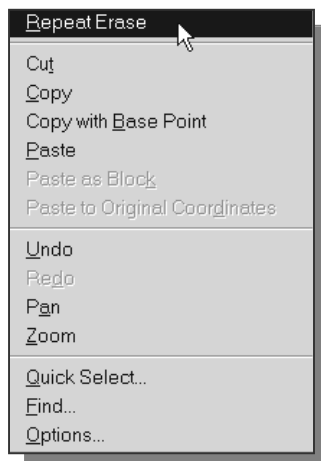 Repeat Erase
Cut
Copy
Copy with Base Point
Paste
Paste as Block
Paste to Original Coordinates
Undo
Redo
Pan
Zoom
Quick Select...
Find...
Options...